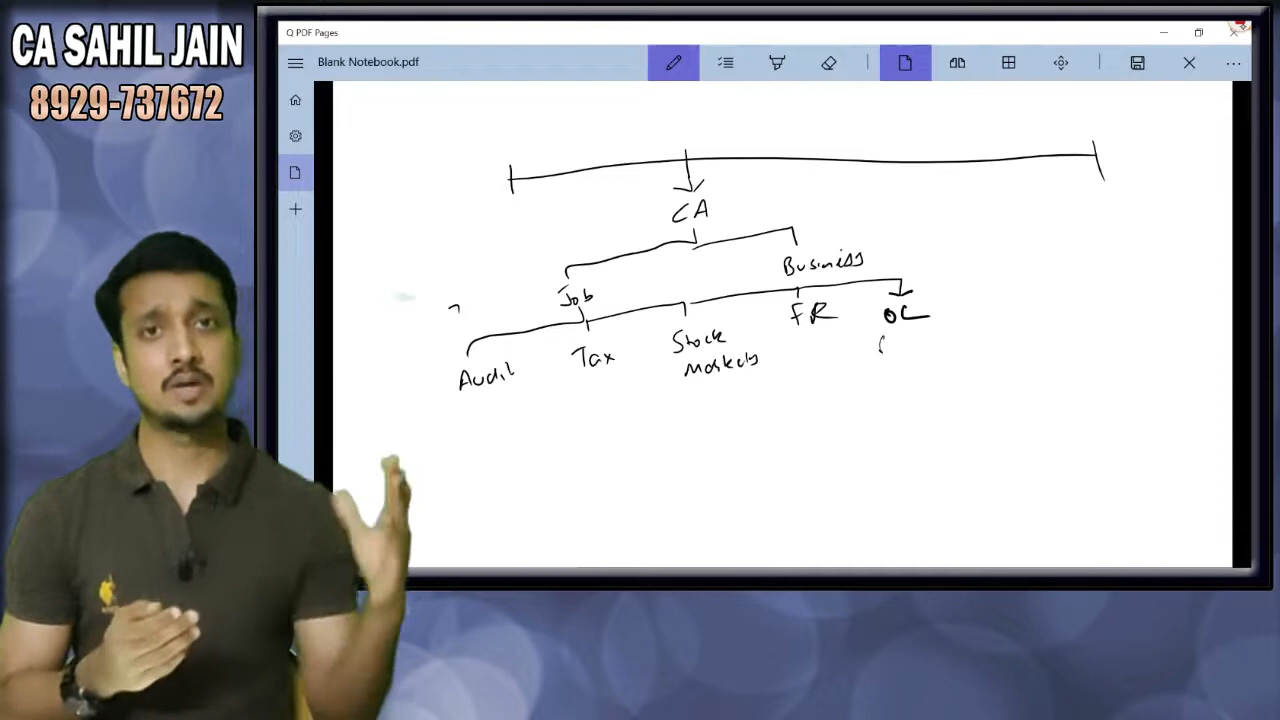 CA SAHIL JAIN
8929-737672
Q PDF Pages
Blank Notebook.pdf
CA
Job
Business
Audit
Tax
Stock
Markets
FR
OC